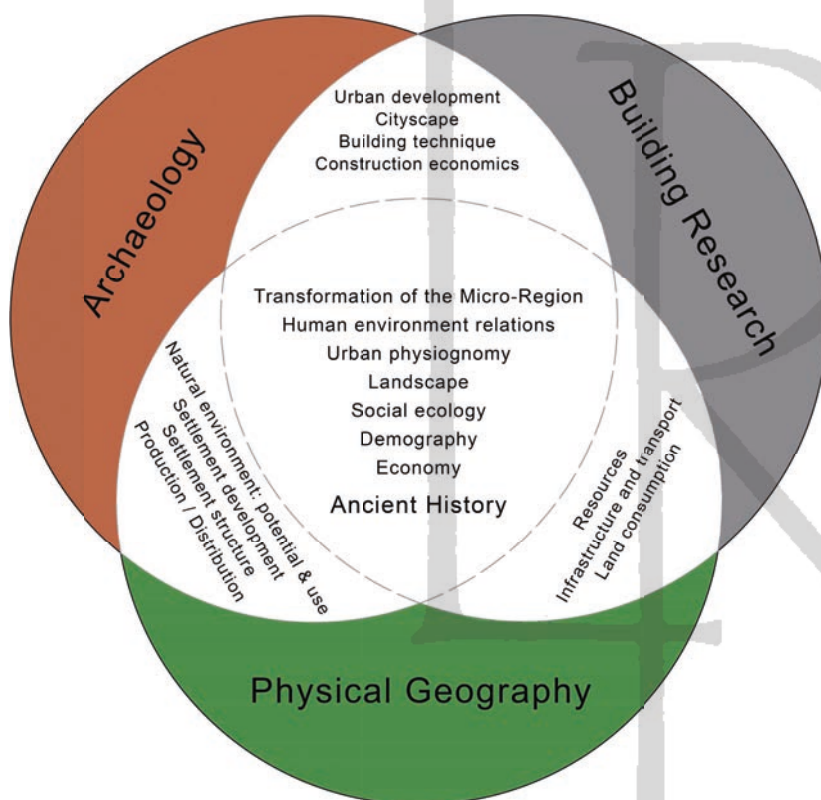 Urban development
Cityscape
Building technique
Construction economics
Archaeology
Building Research
Transformation of the Micro-Region
Human environment relations
Urban physiognomy
Landscape
Social ecology
Demography
Economy
Ancient History
Natural environment: potential & use
Settlement development
Settlement structure
Production / Distribution
Resources
Infrastructure and transport
Land consumption
Physical Geography